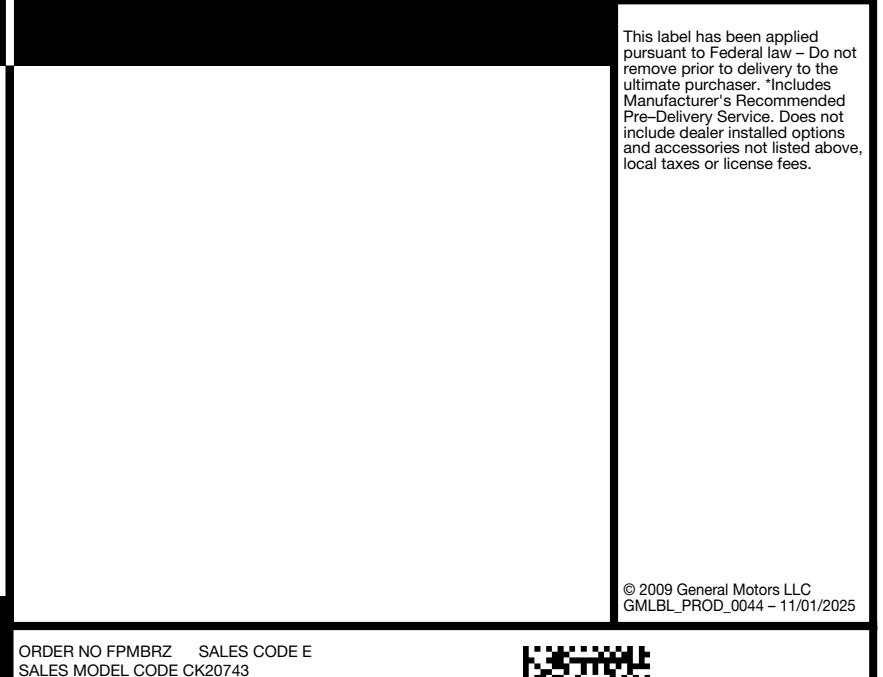 This label has been applied
pursuant to Federal law – Do not
remove prior to delivery to the
ultimate purchaser. *Includes
Manufacturer's Recommended
Pre–Delivery Service. Does not
include dealer installed options
and accessories not listed above,
local taxes or license fees.
© 2009 General Motors LLC
GMLBL_PROD_0044 – 11/01/2025
ORDER NO FPMBRZ SALES CODE E
SALES MODEL CODE CK20743